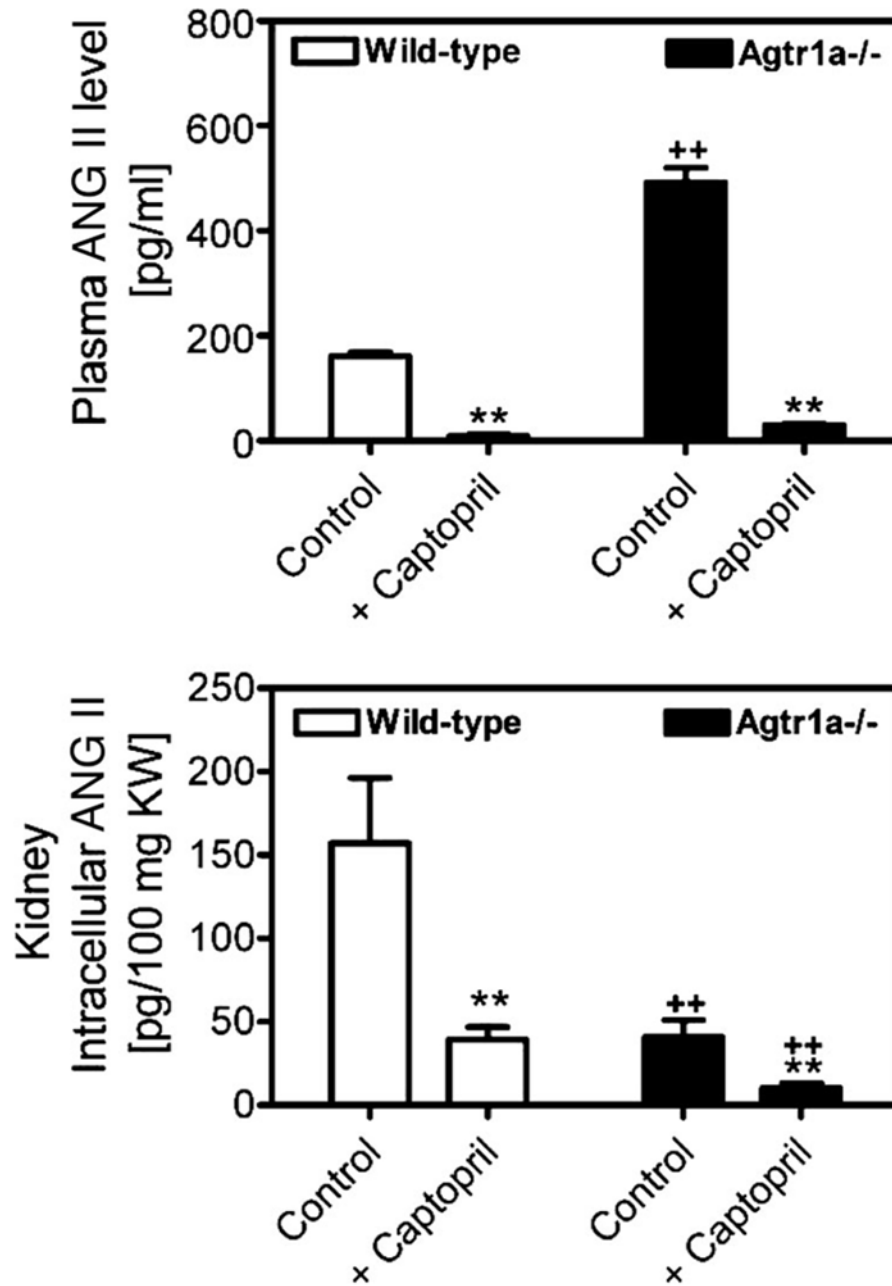 Plasma ANG II level
[pg/ml]
800
600
400
200
0
Wild-type
Agtr1a-/-
**
++
**
Control
+ Captopril
Control
+ Captopril
Kidney
Intracellular ANG II
[pg/100 mg KW]
250
200
150
100
50
0
Wild-type
Agtr1a-/-
**
++
++
**
Control
+ Captopril
Control
+ Captopril